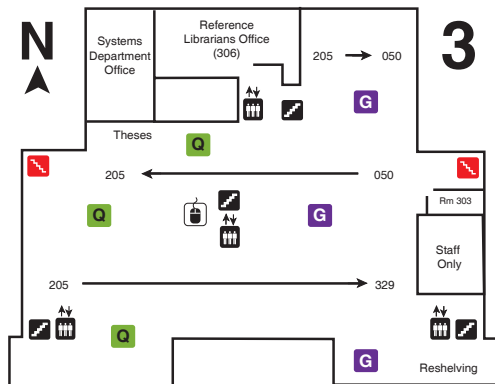 N
Systems
Department
Office
Reference
Librarians Office
(306)
205
050
3
G
Theses
Q
205
050
Q
G
Rm 303
Staff
Only
205
329
Q
G
Reshelving